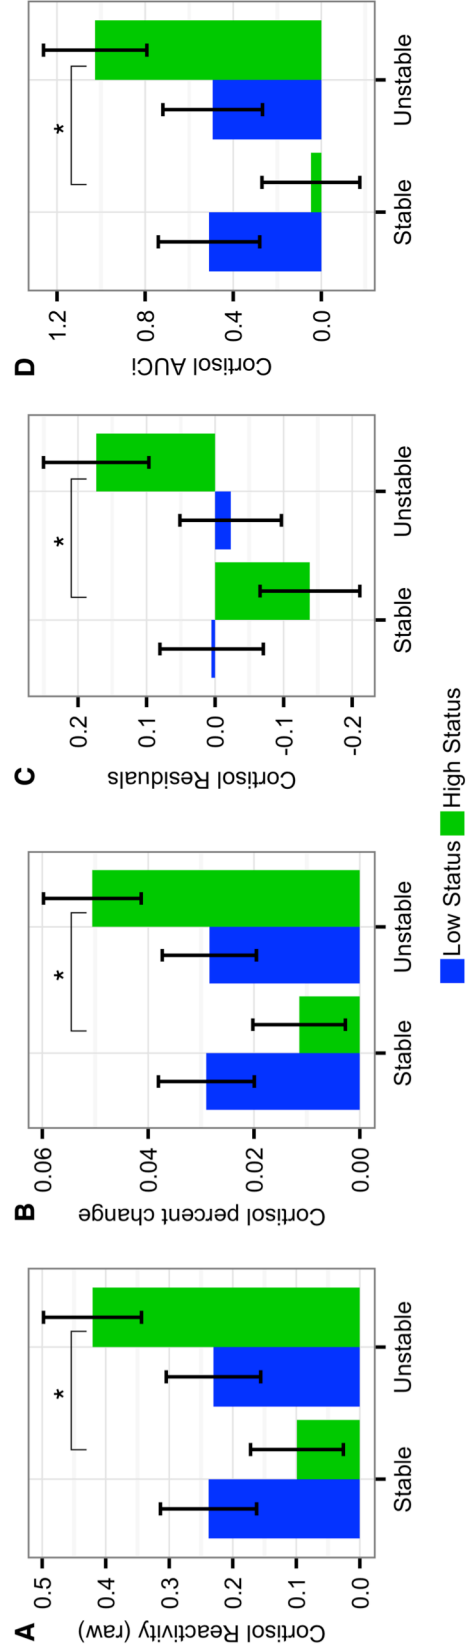 A
Cortisol Reactivity (raw)
0.5
0.4
0.3
0.2
0.1
0.0
*
Stable
Unstable
B
Cortisol percent change
0.06
0.04
0.02
0.00
*
Stable
Unstable
C
Cortisol Residuals
0.2
0.1
0.0
-0.1
-0.2
*
Stable
Unstable
D
Cortisol AUCi
1.2
0.8
0.4
0.0
*
Stable
Unstable
Low Status High Status